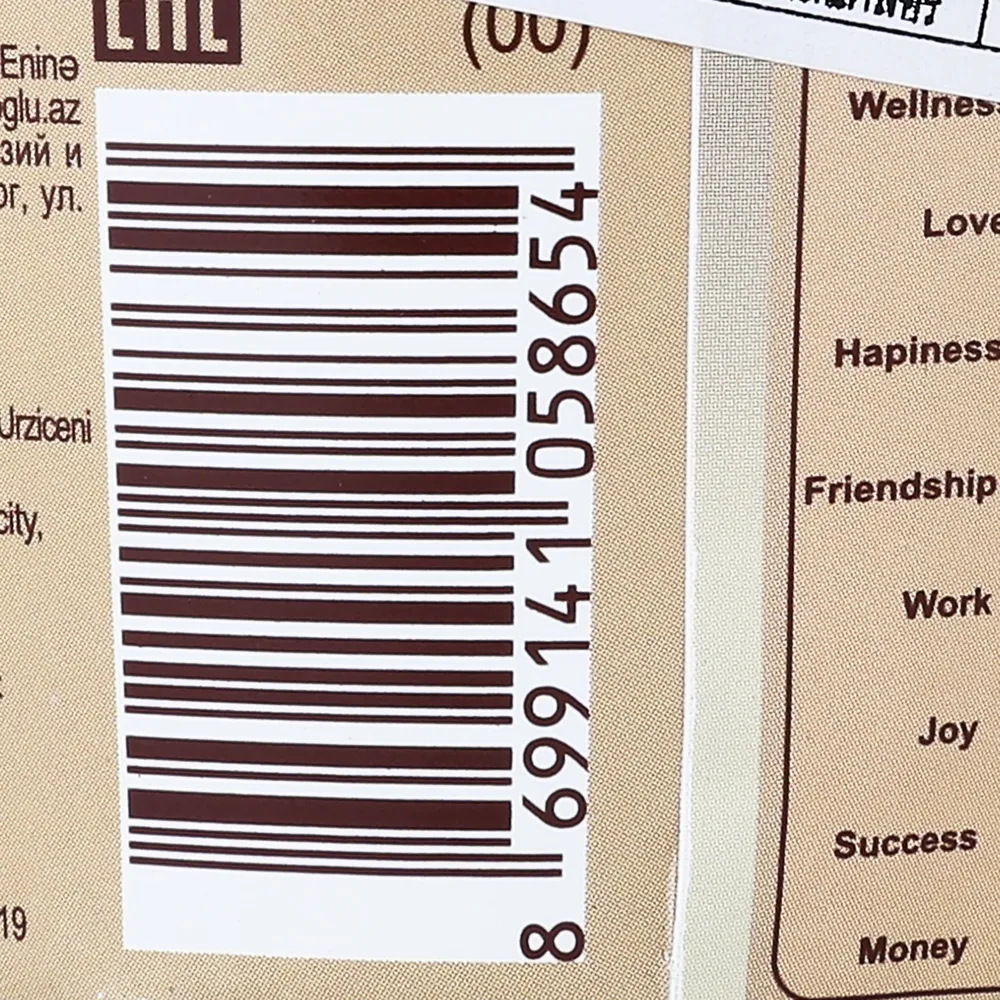 Eninə
oglu.az
зий и
ог, ул.
Urziceni
city,
19
8 699141 058654
Wellness
Love
Hapiness
Friendship
Work
Joy
Success
Money